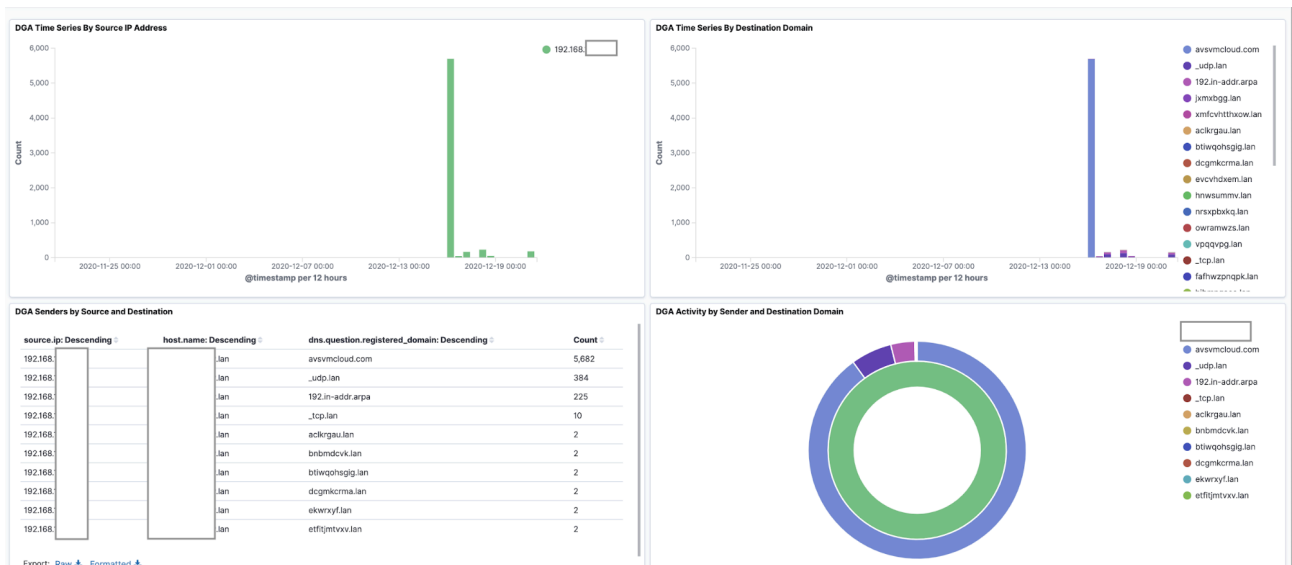 DGA Time Series By Source IP Address
6,000
5,000
4,000
3,000
2,000
1,000
0
Count
2020-11-25 00:00
2020-12-01 00:00
2020-12-07 00:00
2020-12-13 00:00
2020-12-19 00:00
@timestamp per 12 hours
192.168.
DGA Time Series By Destination Domain
6,000
5,000
4,000
3,000
2,000
1,000
0
Count
2020-11-25 00:00
2020-12-01 00:00
2020-12-07 00:00
2020-12-13 00:00
2020-12-19 00:00
@timestamp per 12 hours
avsvmcloud.com
_udp.lan
192.in-addr.arpa
jxmxbgg.lan
xmfcvhtthxow.lan
aclkrgau.lan
btiwqohsgig.lan
dcgmkcrma.lan
evcvhdxem.lan
hnwsummv.lan
nrsxpbxkq.lan
owramwzs.lan
vpqqvpg.lan
_tcp.lan
fafhwzpnqpk.lan
DGA Senders by Source and Destination
source.ip: Descending host.name: Descending dns.question.registered_domain: Descending Count
192.168. .lan avsvmcloud.com 5,682
192.168. .lan _udp.lan 384
192.168. .lan 192.in-addr.arpa 225
192.168. .lan _tcp.lan 10
192.168. .lan aclkrgau.lan 2
192.168. .lan bnbmdcvk.lan 2
192.168. .lan btiwqohsgig.lan 2
192.168. .lan dcgmkcrma.lan 2
192.168. .lan ekwrxyf.lan 2
192.168. .lan etfitjmtvxv.lan 2
Export: Raw Formatted
DGA Activity by Sender and Destination Domain
avsvmcloud.com
_udp.lan
192.in-addr.arpa
_tcp.lan
aclkrgau.lan
bnbmdcvk.lan
btiwqohsgig.lan
dcgmkcrma.lan
ekwrxyf.lan
etfitjmtvxv.lan